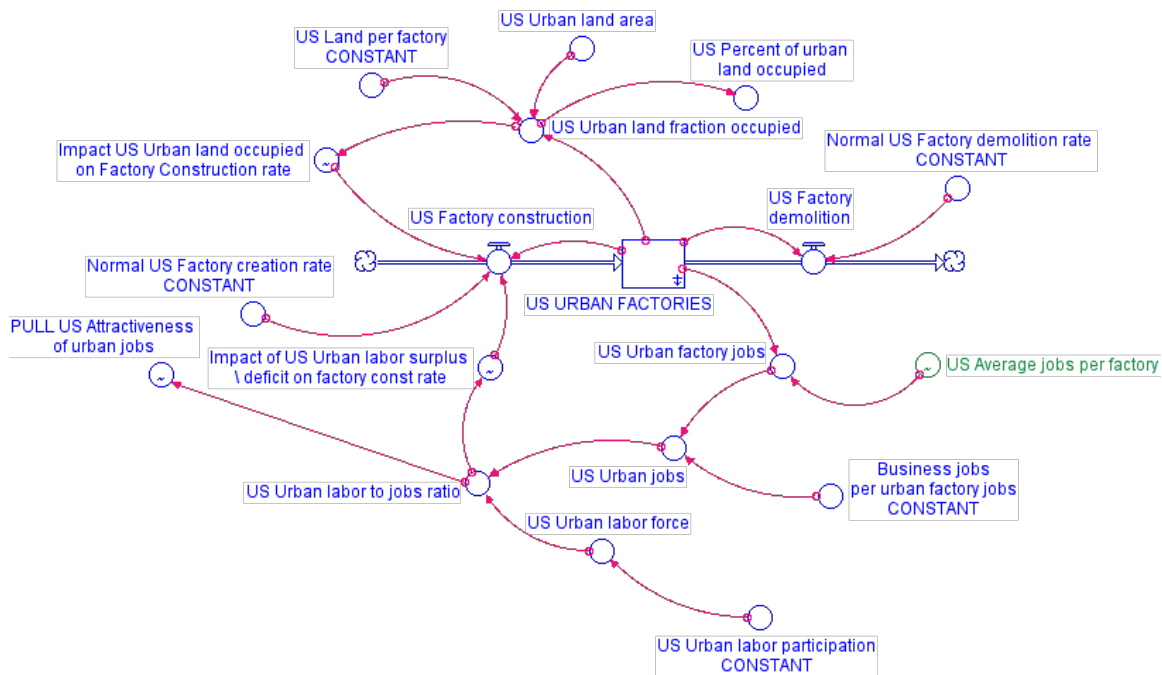 US Urban land area
US Land per factory
CONSTANT
US Percent of urban
land occupied
US Urban land fraction occupied
Normal US Factory demolition rate
CONSTANT
Impact US Urban land occupied
on Factory Construction rate
US Factory
demolition
US Factory construction
Normal US Factory creation rate
CONSTANT
US URBAN FACTORIES
PULL US Attractiveness
of urban jobs
US Urban factory jobs
Impact of US Urban labor surplus
\ deficit on factory const rate
US Average jobs per factory
US Urban jobs
Business jobs
per urban factory jobs
CONSTANT
US Urban labor to jobs ratio
US Urban labor force
US Urban labor participation
CONSTANT